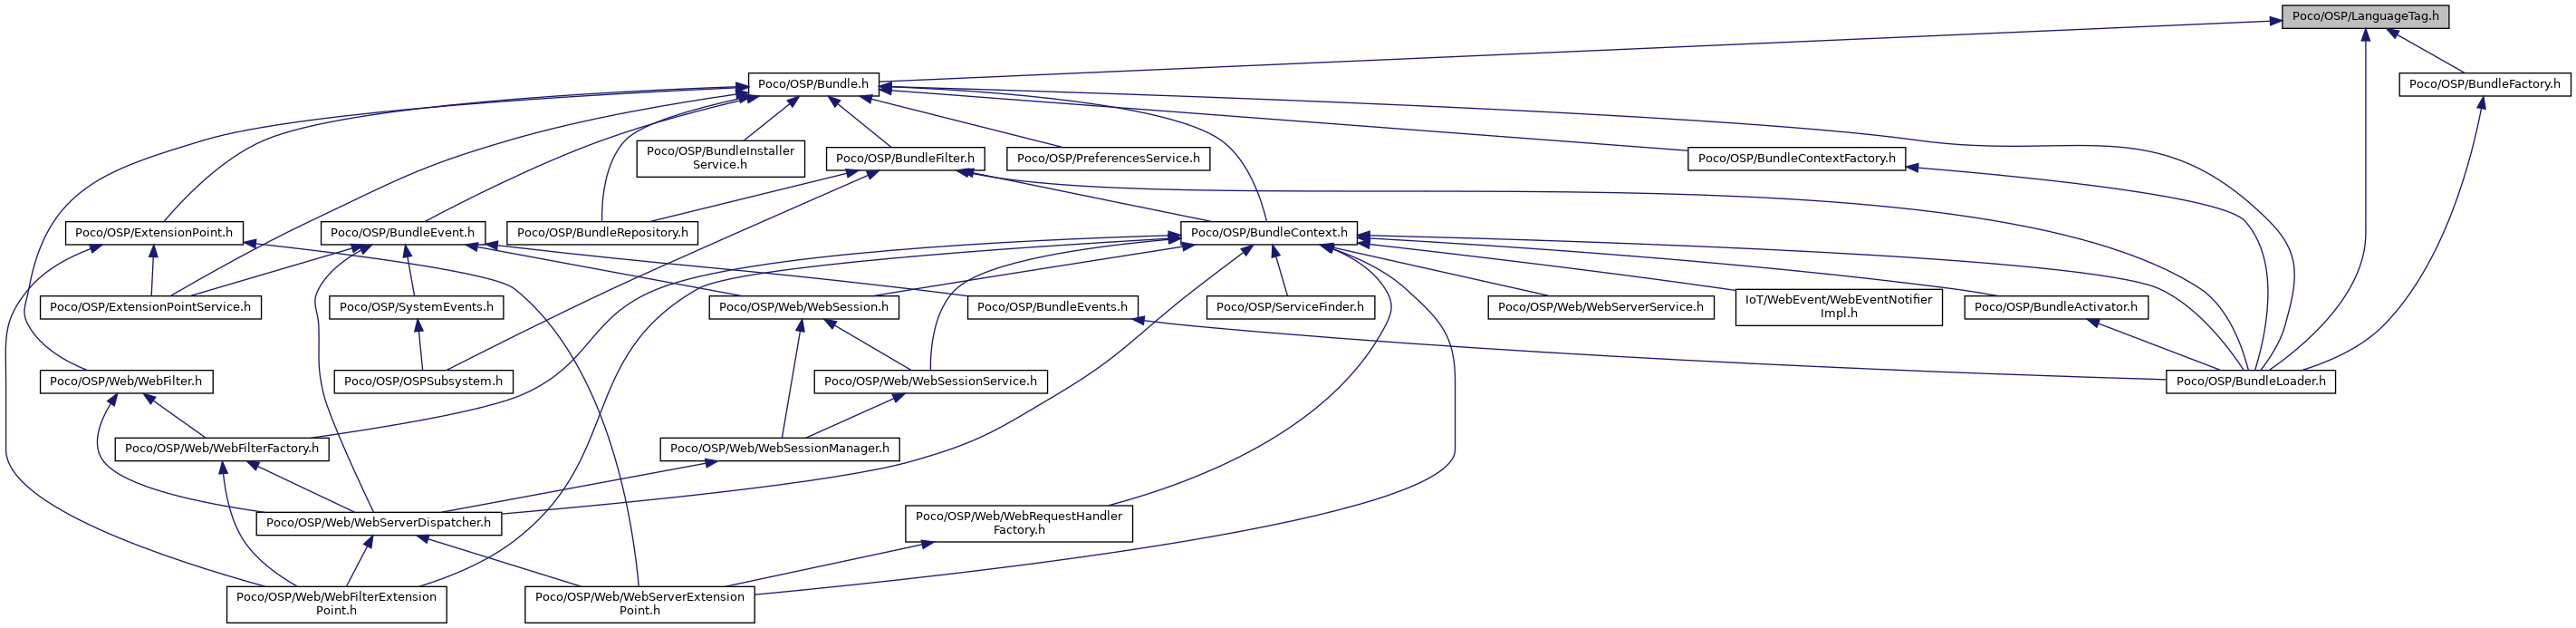 Poco/OSP/LanguageTag.h
Poco/OSP/Bundle.h
Poco/OSP/BundleFactory.h
Poco/OSP/BundleInstaller
Service.h
Poco/OSP/BundleFilter.h
Poco/OSP/PreferencesService.h
Poco/OSP/BundleContextFactory.h
Poco/OSP/ExtensionPoint.h
Poco/OSP/BundleEvent.h
Poco/OSP/BundleRepository.h
Poco/OSP/BundleContext.h
Poco/OSP/ExtensionPointService.h
Poco/OSP/SystemEvents.h
Poco/OSP/Web/WebSession.h
Poco/OSP/BundleEvents.h
Poco/OSP/ServiceFinder.h
Poco/OSP/Web/WebServerService.h
IoT/WebEvent/WebEventNotifier
Impl.h
Poco/OSP/BundleActivator.h
Poco/OSP/Web/WebFilter.h
Poco/OSP/OSPSubsystem.h
Poco/OSP/Web/WebSessionService.h
Poco/OSP/BundleLoader.h
Poco/OSP/Web/WebFilterFactory.h
Poco/OSP/Web/WebSessionManager.h
Poco/OSP/Web/WebServerDispatcher.h
Poco/OSP/Web/WebRequestHandler
Factory.h
Poco/OSP/Web/WebFilterExtension
Point.h
Poco/OSP/Web/WebServerExtension
Point.h